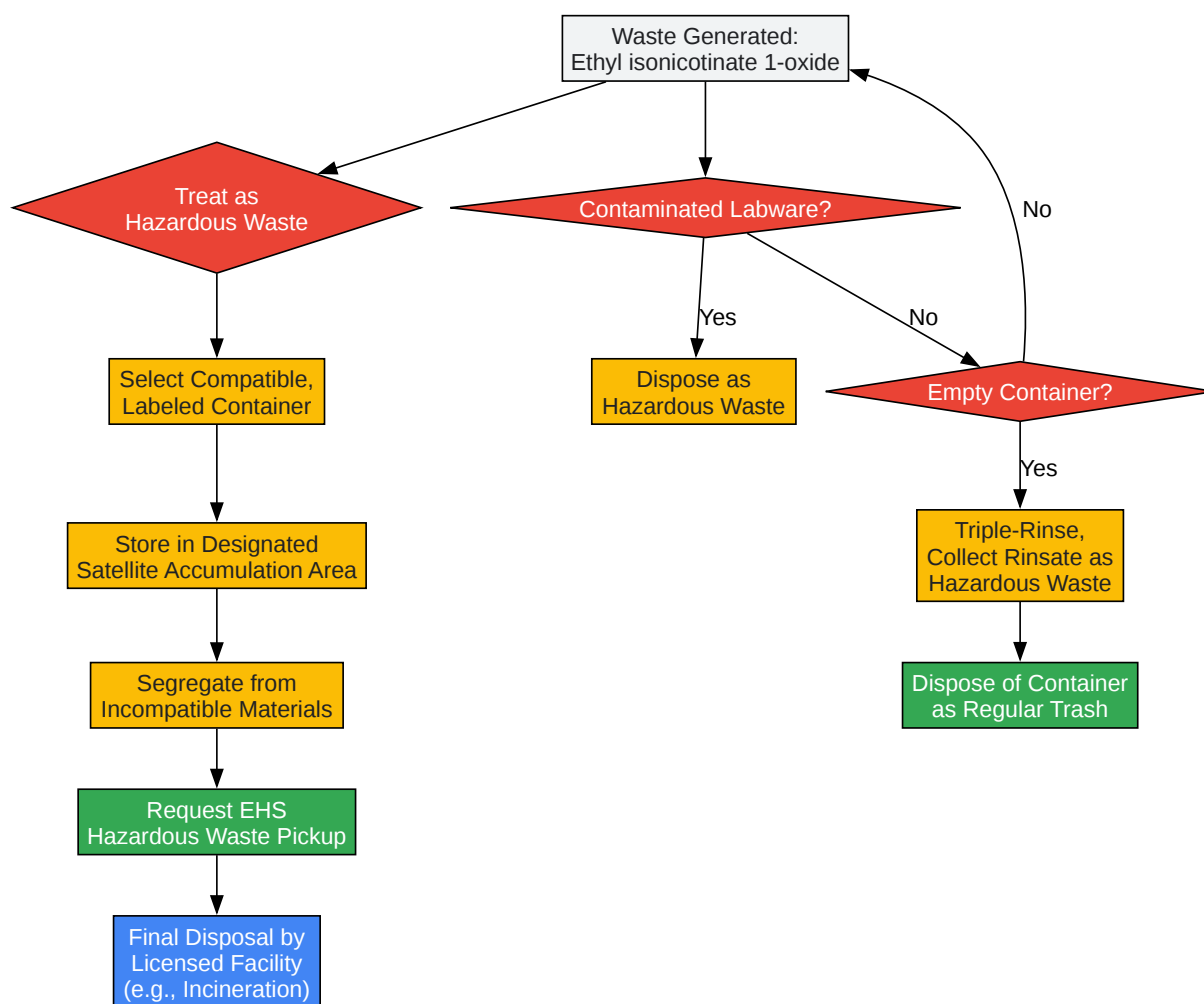 Waste Generated:
Ethyl isonicotinate 1-oxide
Treat as
Hazardous Waste
Contaminated Labware?
No
Yes
No
Select Compatible,
Labeled Container
Dispose as
Hazardous Waste
Empty Container?
Yes
Store in Designated
Satellite Accumulation Area
Triple-Rinse,
Collect Rinsate as
Hazardous Waste
Segregate from
Incompatible Materials
Dispose of Container
as Regular Trash
Request EHS
Hazardous Waste Pickup
Final Disposal by
Licensed Facility
(e.g., Incineration)